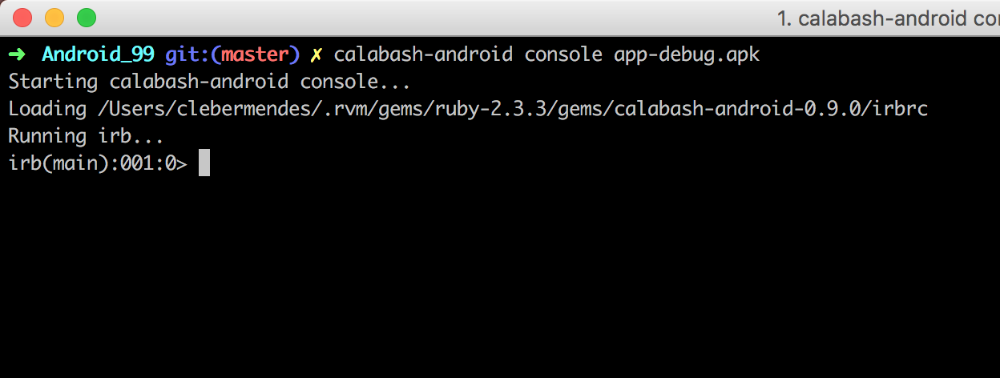 1. calabash-android
➜ Android_99 git:(master) ✗ calabash-android console app-debug.apk
Starting calabash-android console...
Loading /Users/clebermendes/.rvm/gems/ruby-2.3.3/gems/calabash-android-0.9.0/irbrc
Running irb...
irb(main):001:0>